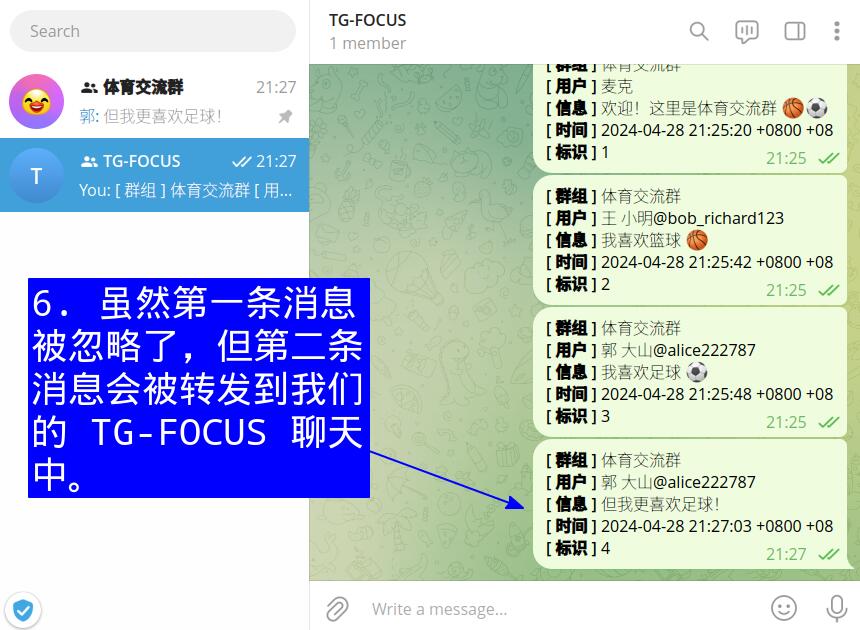 Search
体育交流群 21:27
郭: 但我更喜欢足球！
T
TG-FOCUS 21:27
You: [ 群组 ] 体育交流群 [ 用...
6. 虽然第一条消息
被忽略了，但第二条
消息会被转发到我们
的 TG-FOCUS 聊天
中。
TG-FOCUS
1 member
[ 群组 ] 体育交流群
[ 用户 ] 麦克
[ 信息 ] 欢迎！这里是体育交流群 🏀⚽
[ 时间 ] 2024-04-28 21:25:20 +0800 +08
[ 标识 ] 1
21:25
[ 群组 ] 体育交流群
[ 用户 ] 王 小明@bob_richard123
[ 信息 ] 我喜欢篮球 🏀
[ 时间 ] 2024-04-28 21:25:42 +0800 +08
[ 标识 ] 2
21:25
[ 群组 ] 体育交流群
[ 用户 ] 郭 大山@alice222787
[ 信息 ] 我喜欢足球 ⚽
[ 时间 ] 2024-04-28 21:25:48 +0800 +08
[ 标识 ] 3
21:25
[ 群组 ] 体育交流群
[ 用户 ] 郭 大山@alice222787
[ 信息 ] 但我更喜欢足球！
[ 时间 ] 2024-04-28 21:27:03 +0800 +08
[ 标识 ] 4
21:27
Write a message...